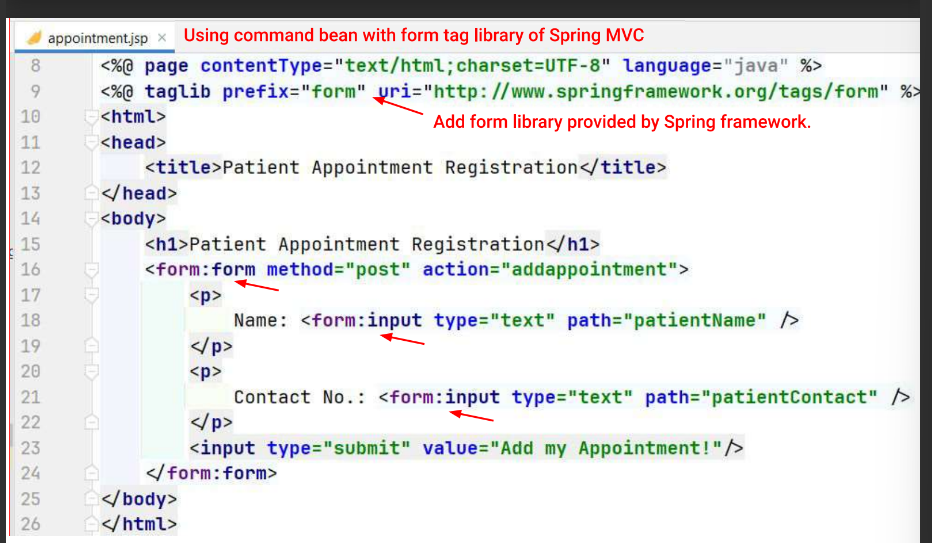 appointment.jsp × Using command bean with form tag library of Spring MVC
8 <%@ page contentType="text/html;charset=UTF-8" language="java" %>
9 <%@ taglib prefix="form" uri="http://www.springframework.org/tags/form" %>
Add form library provided by Spring framework.
10 <html>
11 <head>
12 <title>Patient Appointment Registration</title>
13 </head>
14 <body>
15 <h1>Patient Appointment Registration</h1>
16 <form:form method="post" action="addappointment">
17 <p>
18 Name: <form:input type="text" path="patientName" />
19 </p>
20 <p>
21 Contact No.: <form:input type="text" path="patientContact" />
22 </p>
23 <input type="submit" value="Add my Appointment!"/>
24 </form:form>
25 </body>
26 </html>